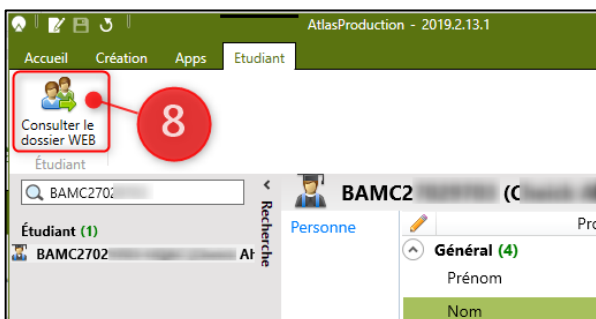 AtlasProduction - 2019.2.13.1
Accueil Création Apps Etudiant
Consulter le
dossier WEB
8
Étudiant
BAMC2702
Recherche
BAMC2 (C
Étudiant (1)
BAMC2702
Personne
Général (4)
Prénom
Nom